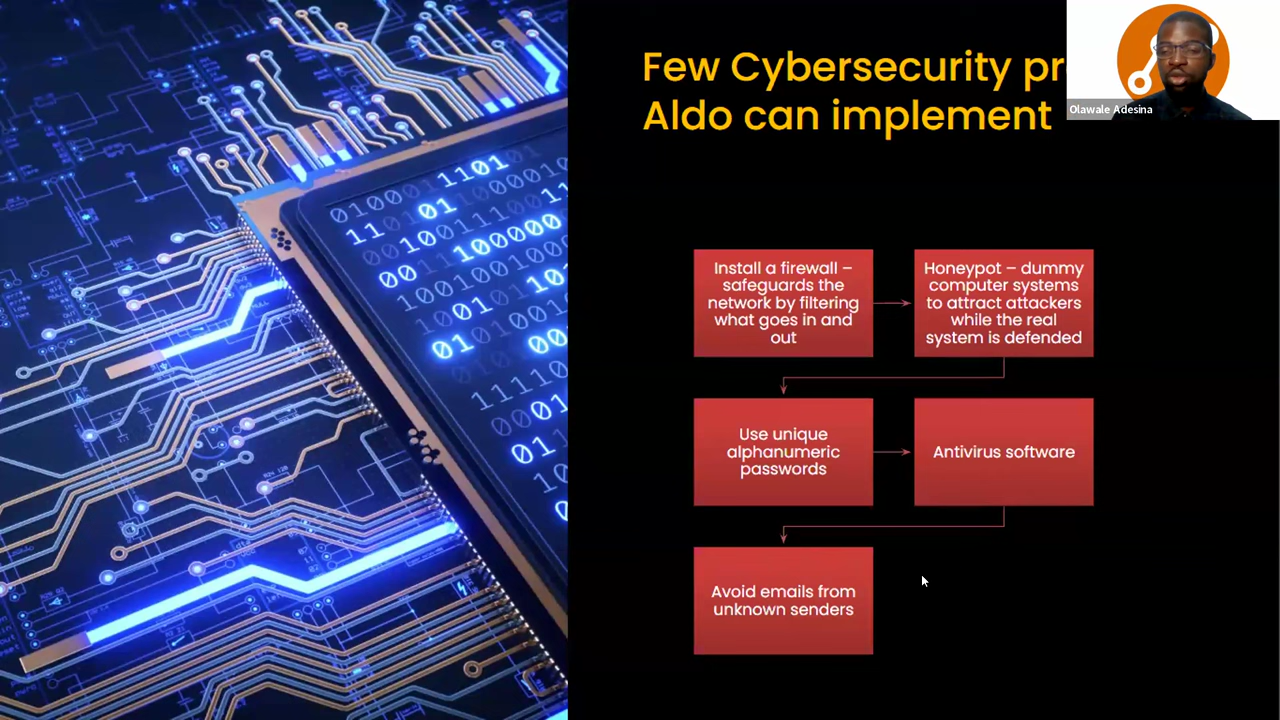 Few Cybersecurity
Aldo can implement
Olawale Adesina
Install a firewall –
safeguards the
network by filtering
what goes in and
out
Honeypot – dummy
computer systems
to attract attackers
while the real
system is defended
Use unique
alphanumeric
passwords
Antivirus software
Avoid emails from
unknown senders